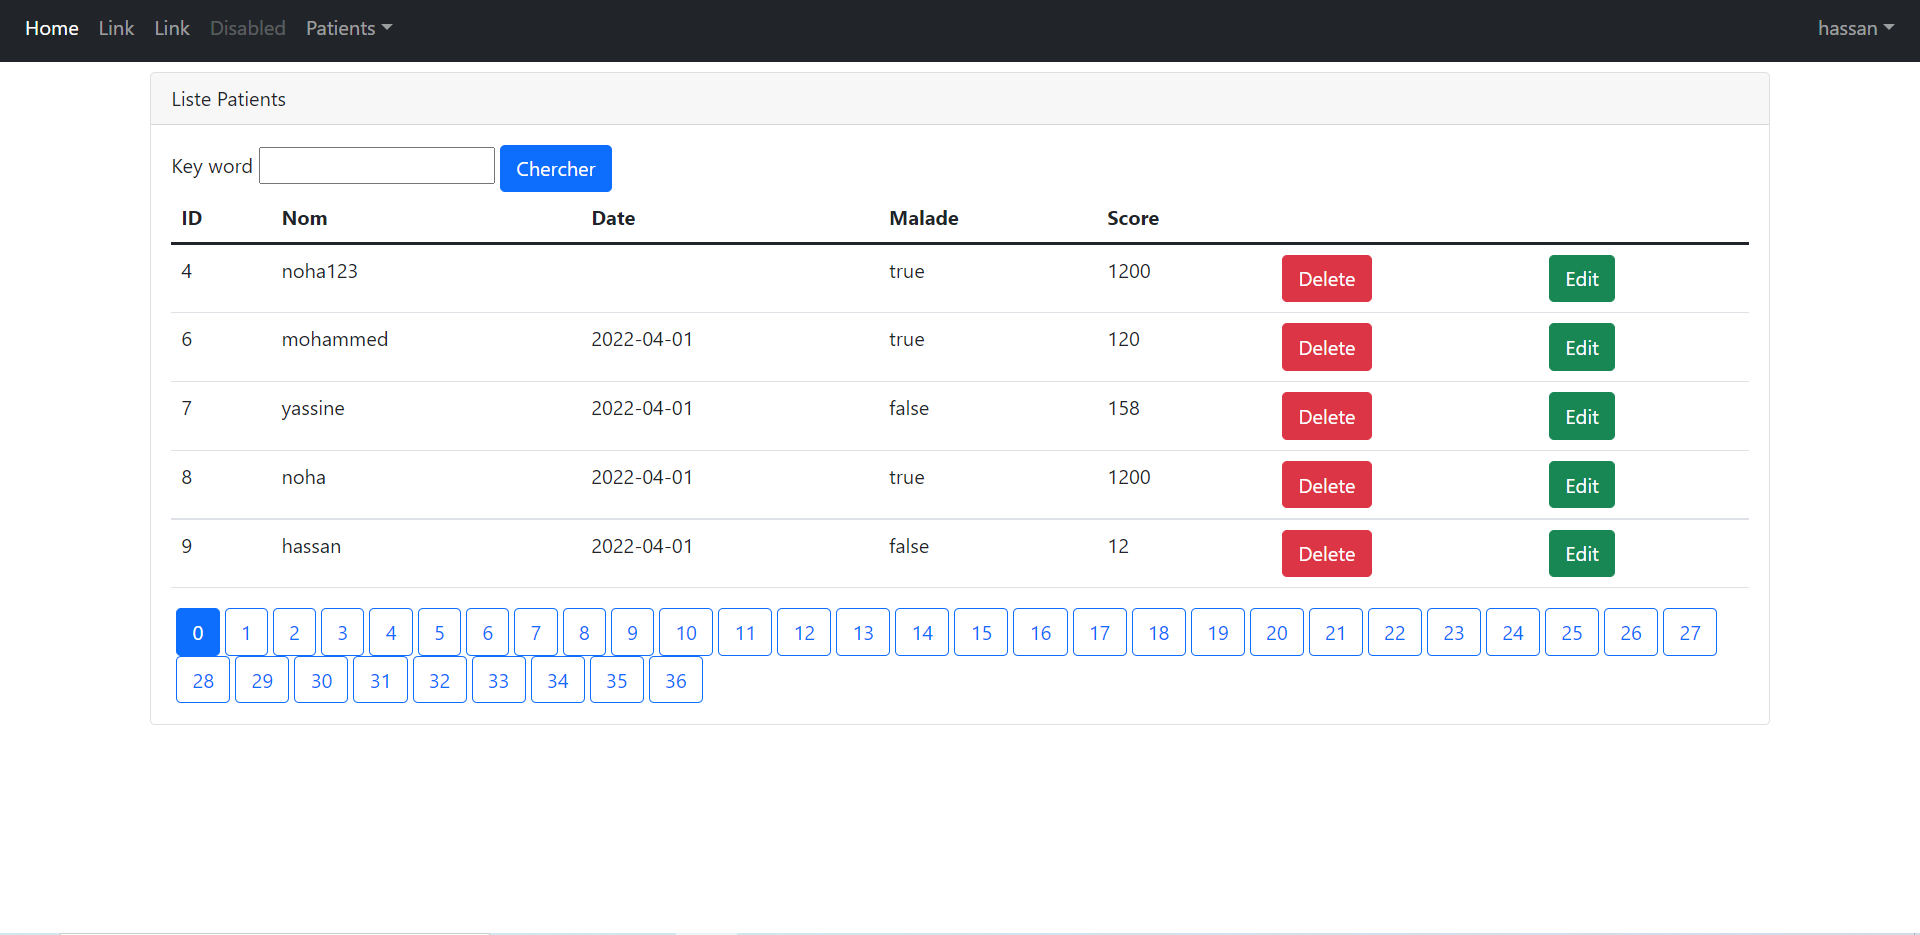 Home Link Link Disabled Patients hassan
Liste Patients
Key word Chercher
ID Nom Date Malade Score
4 noha123 true 1200 Delete Edit
6 mohammed 2022-04-01 true 120 Delete Edit
7 yassine 2022-04-01 false 158 Delete Edit
8 noha 2022-04-01 true 1200 Delete Edit
9 hassan 2022-04-01 false 12 Delete Edit
0 1 2 3 4 5 6 7 8 9 10 11 12 13 14 15 16 17 18 19 20 21 22 23 24 25 26 27
28 29 30 31 32 33 34 35 36